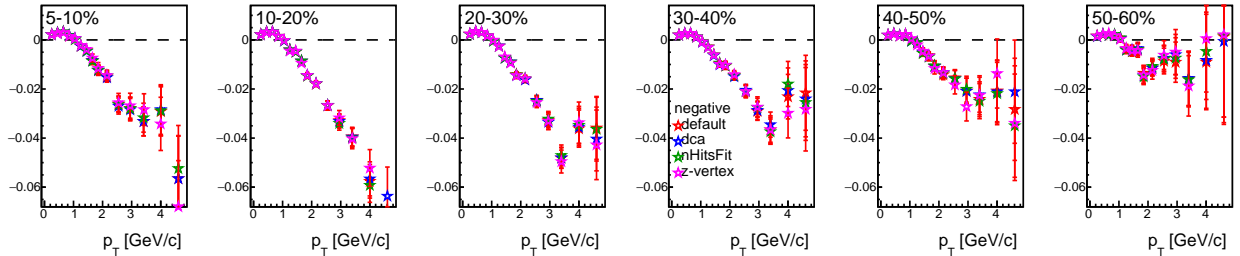 5-10%
10-20%
20-30%
30-40%
40-50%
50-60%
0
−0.02
−0.04
−0.06
0 1 2 3 4
p_T [GeV/c]
0
−0.02
−0.04
−0.06
0 1 2 3 4
p_T [GeV/c]
0
−0.02
−0.04
−0.06
0 1 2 3 4
p_T [GeV/c]
0
−0.02
−0.04
−0.06
negative
default
dca
nHitsFit
z-vertex
0 1 2 3 4
p_T [GeV/c]
0
−0.02
−0.04
−0.06
0 1 2 3 4
p_T [GeV/c]
0
−0.02
−0.04
−0.06
0 1 2 3 4
p_T [GeV/c]